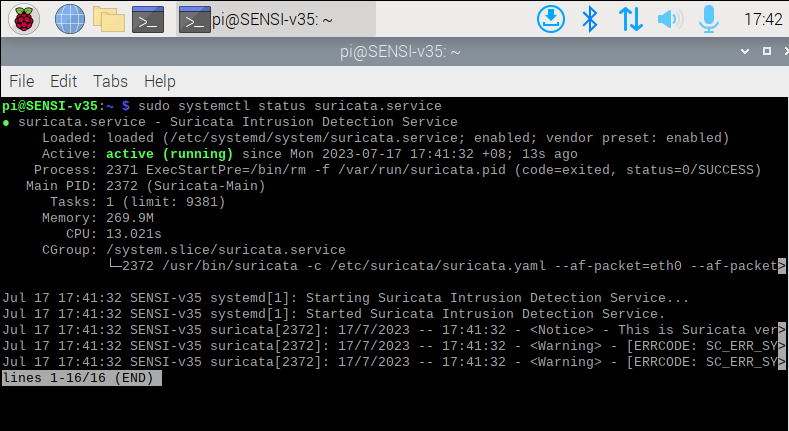 pi@SENSI-v35: ~
17:42
pi@SENSI-v35: ~
File Edit Tabs Help
pi@SENSI-v35:~ $ sudo systemctl status suricata.service
● suricata.service - Suricata Intrusion Detection Service
Loaded: loaded (/etc/systemd/system/suricata.service; enabled; vendor preset: enabled)
Active: active (running) since Mon 2023-07-17 17:41:32 +08; 13s ago
Process: 2371 ExecStartPre=/bin/rm -f /var/run/suricata.pid (code=exited, status=0/SUCCESS)
Main PID: 2372 (Suricata-Main)
Tasks: 1 (limit: 9381)
Memory: 269.9M
CPU: 13.021s
CGroup: /system.slice/suricata.service
└─2372 /usr/bin/suricata -c /etc/suricata/suricata.yaml --af-packet=eth0 --af-packet>
Jul 17 17:41:32 SENSI-v35 systemd[1]: Starting Suricata Intrusion Detection Service...
Jul 17 17:41:32 SENSI-v35 systemd[1]: Started Suricata Intrusion Detection Service.
Jul 17 17:41:32 SENSI-v35 suricata[2372]: 17/7/2023 -- 17:41:32 - <Notice> - This is Suricata ver>
Jul 17 17:41:32 SENSI-v35 suricata[2372]: 17/7/2023 -- 17:41:32 - <Warning> - [ERRCODE: SC_ERR_SY>
Jul 17 17:41:32 SENSI-v35 suricata[2372]: 17/7/2023 -- 17:41:32 - <Warning> - [ERRCODE: SC_ERR_SY>
lines 1-16/16 (END)